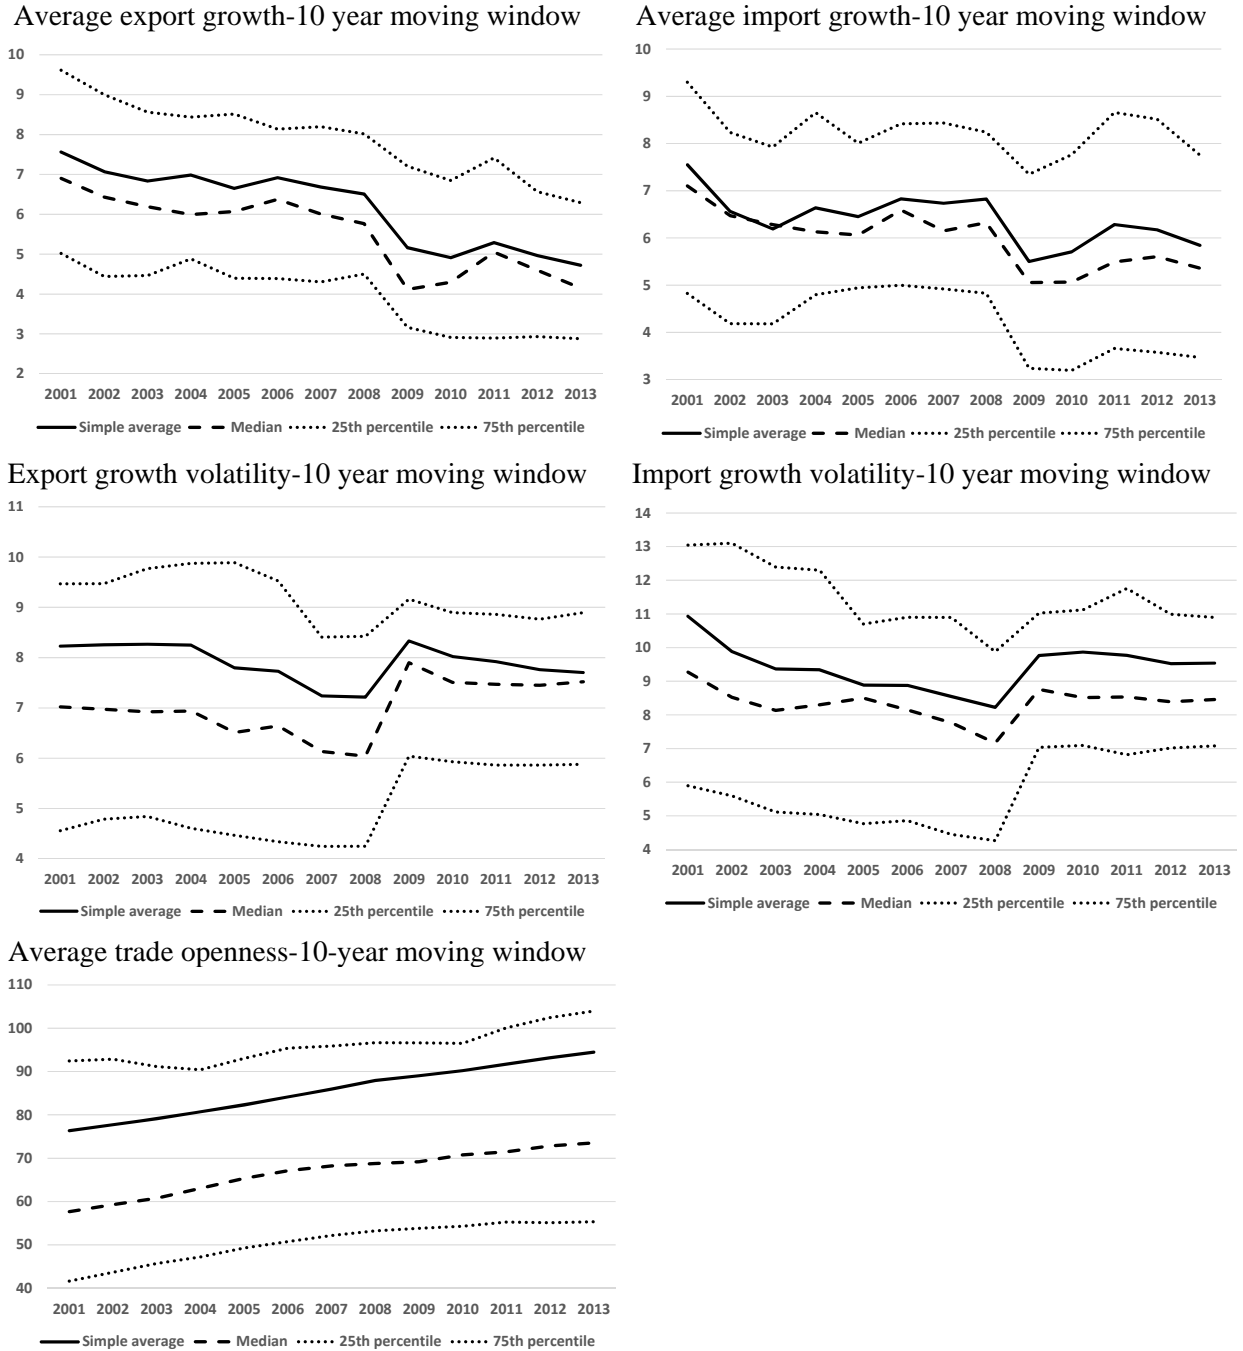 Average export growth-10 year moving window
10
9
8
7
6
5
4
3
2
2001 2002 2003 2004 2005 2006 2007 2008 2009 2010 2011 2012 2013
Simple average Median 25th percentile 75th percentile
Average import growth-10 year moving window
10
9
8
7
6
5
4
3
2001 2002 2003 2004 2005 2006 2007 2008 2009 2010 2011 2012 2013
Simple average Median 25th percentile 75th percentile
Export growth volatility-10 year moving window
11
10
9
8
7
6
5
4
2001 2002 2003 2004 2005 2006 2007 2008 2009 2010 2011 2012 2013
Simple average Median 25th percentile 75th percentile
Import growth volatility-10 year moving window
14
13
12
11
10
9
8
7
6
5
4
2001 2002 2003 2004 2005 2006 2007 2008 2009 2010 2011 2012 2013
Simple average Median 25th percentile 75th percentile
Average trade openness-10-year moving window
110
100
90
80
70
60
50
40
2001 2002 2003 2004 2005 2006 2007 2008 2009 2010 2011 2012 2013
Simple average Median 25th percentile 75th percentile